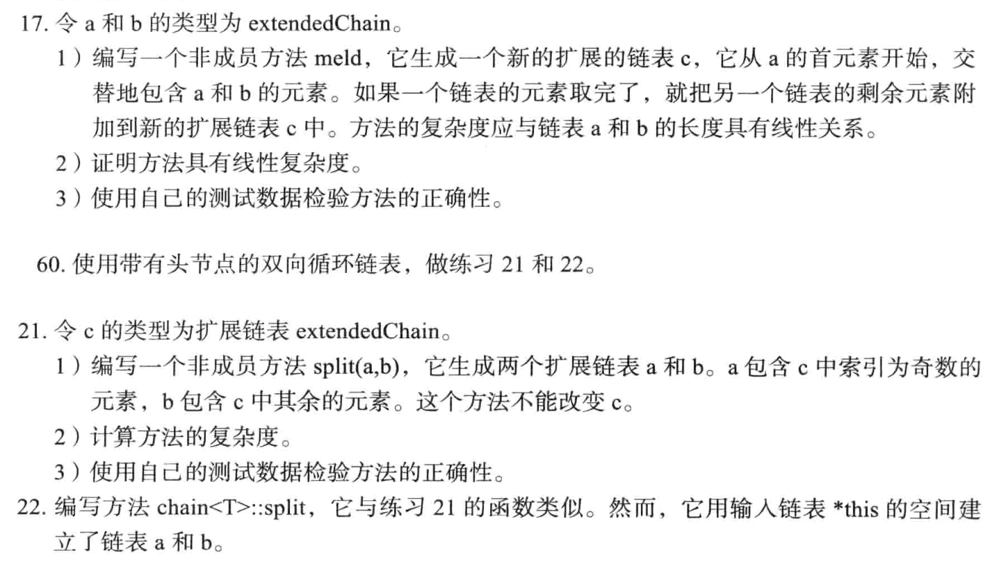 17. 令 a 和 b 的类型为 extendedChain。
1）编写一个非成员方法 meld，它生成一个新的扩展的链表 c，它从 a 的首元素开始，交
替地包含 a 和 b 的元素。如果一个链表的元素取完了，就把另一个链表的剩余元素附
加到新的扩展链表 c 中。方法的复杂度应与链表 a 和 b 的长度具有线性关系。
2）证明方法具有线性复杂度。
3）使用自己的测试数据检验方法的正确性。
60. 使用带有头节点的双向循环链表，做练习 21 和 22。
21. 令 c 的类型为扩展链表 extendedChain。
1）编写一个非成员方法 split(a,b)，它生成两个扩展链表 a 和 b。a 包含 c 中索引为奇数的
元素，b 包含 c 中其余的元素。这个方法不能改变 c。
2）计算方法的复杂度。
3）使用自己的测试数据检验方法的正确性。
22. 编写方法 chain<T>::split，它与练习 21 的函数类似。然而，它用输入链表 *this 的空间建
立了链表 a 和 b。